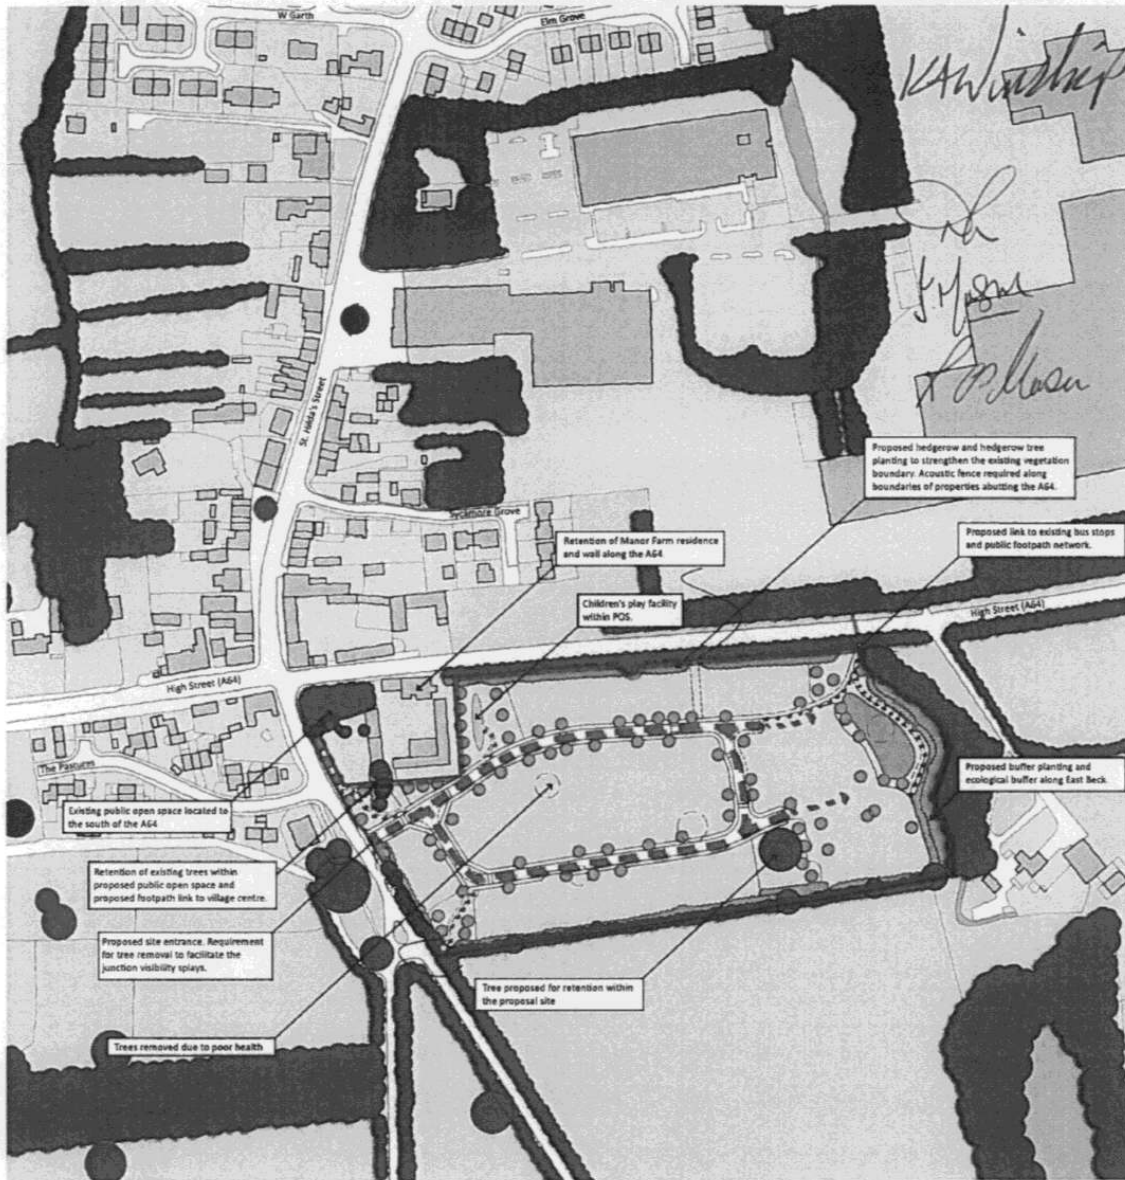 W Garth
Elm Grove
KAWinship
St. Hilda's Street
Sycamore Grove
Proposed hedgerow and hedgerow tree
planting to strengthen the existing vegetation
boundary. Acoustic fence required along
boundaries of properties abutting the A64.
Retention of Manor Farm residence
and wall along the A64
Proposed link to existing bus stops
and public footpath network.
Children's play facility
within POS.
High Street (A64)
High Street (A64)
The Pastures
Proposed buffer planting and
ecological buffer along East Beck.
Existing public open space located to
the south of the A64
Retention of existing trees within
proposed public open space and
proposed footpath link to village centre.
Proposed site entrance. Requirement
for tree removal to facilitate the
junction visibility splays.
Tree proposed for retention within
the proposal site
Trees removed due to poor health